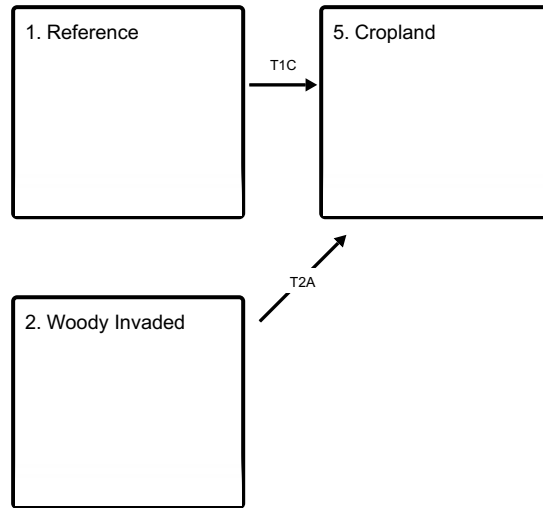 1. Reference
5. Cropland
T1C
T2A
2. Woody Invaded